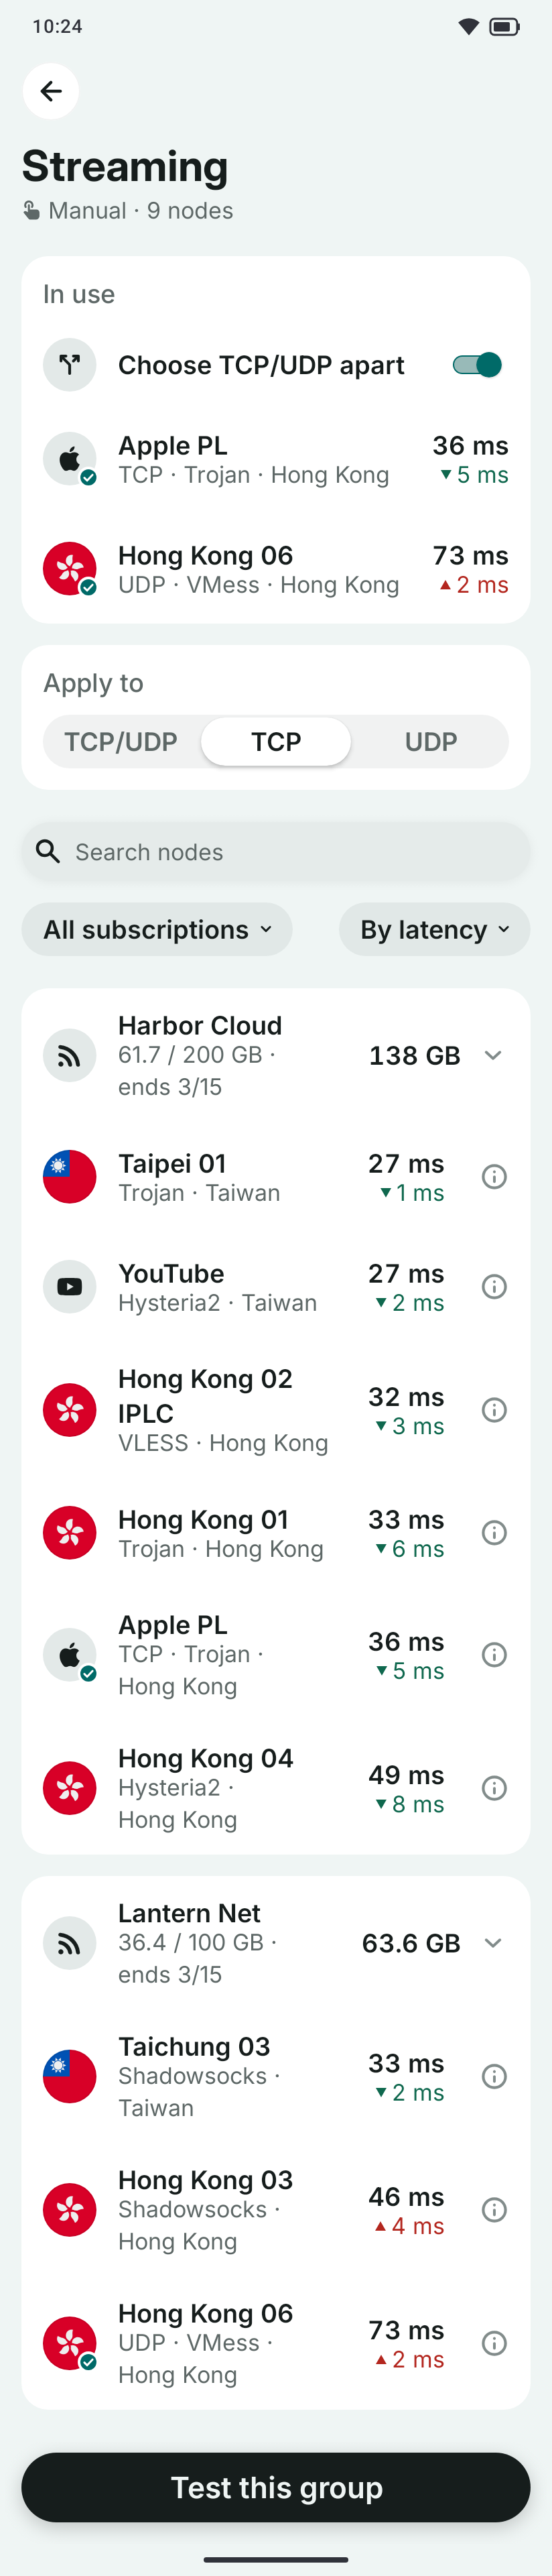 10:24
Streaming
Manual · 9 nodes
In use
Choose TCP/UDP apart
Apple PL
36 ms
TCP · Trojan · Hong Kong
▼5 ms
Hong Kong 06
73 ms
UDP · VMess · Hong Kong
▲2 ms
Apply to
TCP/UDP
TCP
UDP
Search nodes
All subscriptions
By latency
Harbor Cloud
61.7 / 200 GB ·
ends 3/15
138 GB
Taipei 01
27 ms
Trojan · Taiwan
▼1 ms
YouTube
27 ms
Hysteria2 · Taiwan
▼2 ms
Hong Kong 02
IPLC
32 ms
VLESS · Hong Kong
▼3 ms
Hong Kong 01
33 ms
Trojan · Hong Kong
▼6 ms
Apple PL
36 ms
TCP · Trojan ·
Hong Kong
▼5 ms
Hong Kong 04
49 ms
Hysteria2 ·
Hong Kong
▼8 ms
Lantern Net
36.4 / 100 GB ·
ends 3/15
63.6 GB
Taichung 03
33 ms
Shadowsocks ·
Taiwan
▼2 ms
Hong Kong 03
46 ms
Shadowsocks ·
Hong Kong
▲4 ms
Hong Kong 06
73 ms
UDP · VMess ·
Hong Kong
▲2 ms
Test this group